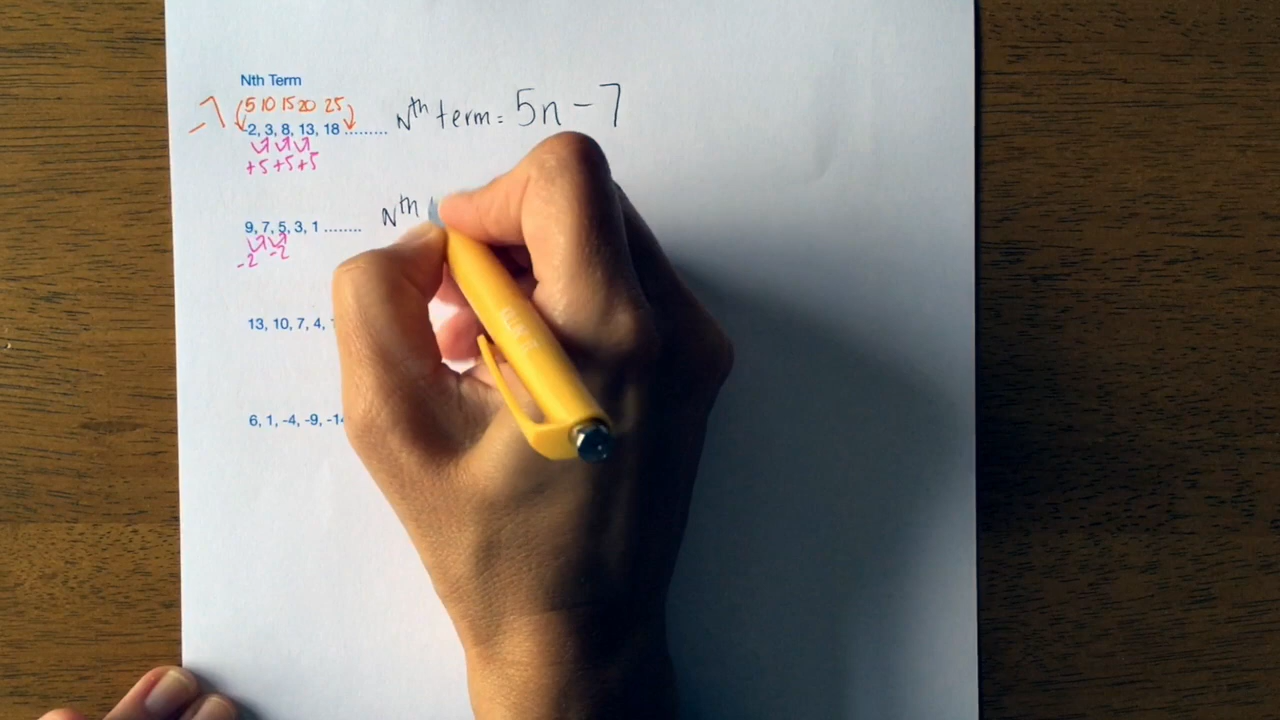 Nth Term
5 10 15 20 25
-7
-2, 3, 8, 13, 18 ......... Nth term = 5n - 7
+5 +5 +5
9, 7, 5, 3, 1 ........ Nth
-2 -2
13, 10, 7, 4,
6, 1, -4, -9, -14